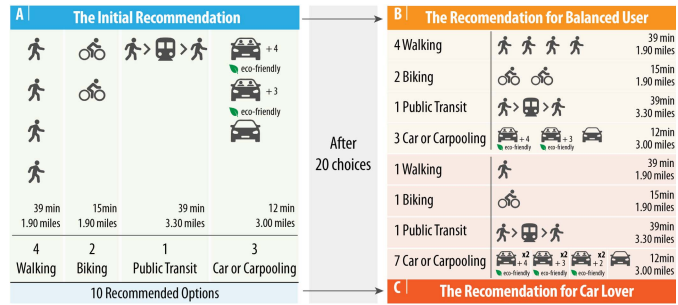 A The Initial Recommendation
+ 4
eco-friendly
+ 3
eco-friendly
39 min 15min 39 min 12 min
1.90 miles 1.90 miles 3.30 miles 3.00 miles
4 2 1 3
Walking Biking Public Transit Car or Carpooling
10 Recommended Options
After
20 choices
B The Recomendation for Balanced User
4 Walking 39 min
1.90 miles
2 Biking 15min
1.90 miles
1 Public Transit 39min
3.30 miles
3 Car or Carpooling + 4 + 3 12min
eco-friendly eco-friendly 3.00 miles
1 Walking 39 min
1.90 miles
1 Biking 15min
1.90 miles
1 Public Transit 39min
3.30 miles
7 Car or Carpooling x2 + 4 x2 + 3 x2 + 2 12min
eco-friendly eco-friendly eco-friendly 3.00 miles
C The Recomendation for Car Lover